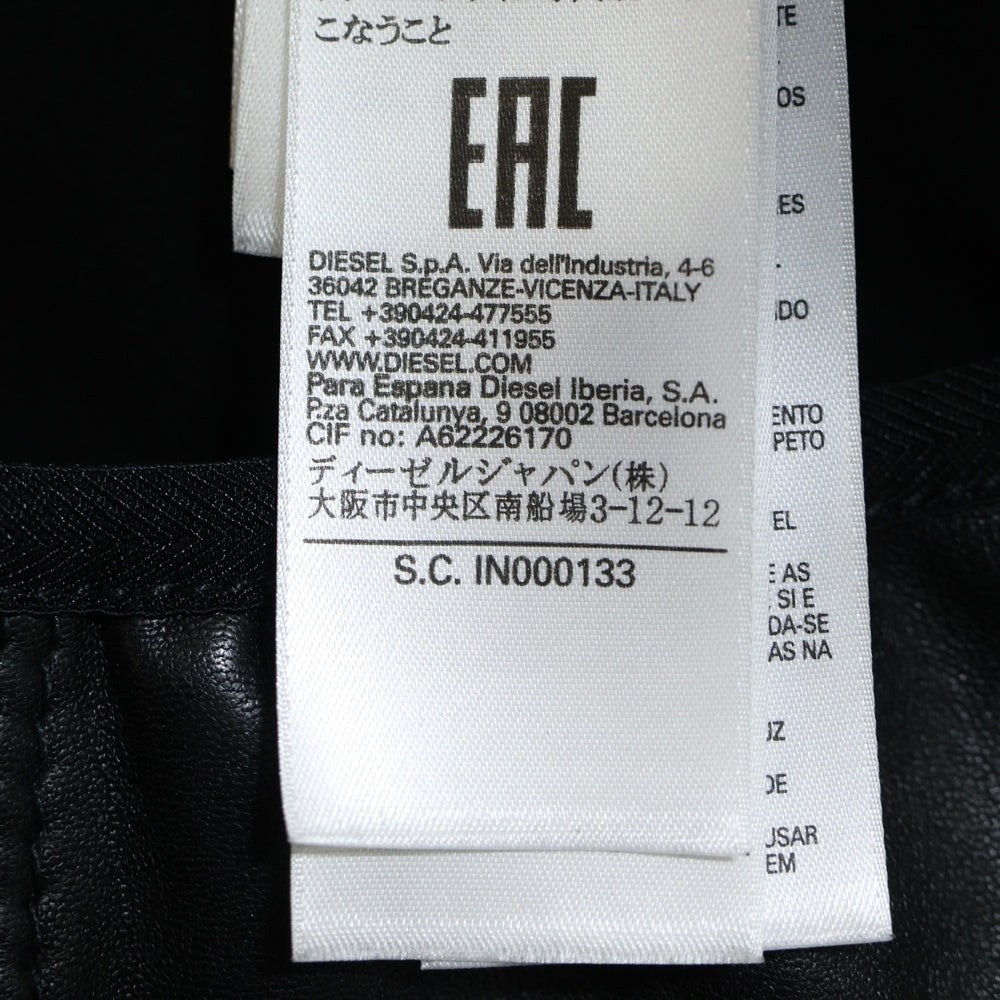 こなうこと
EAC
DIESEL S.p.A. Via dell'Industria, 4-6
36042 BREGANZE-VICENZA-ITALY
TEL +390424-477555
FAX +390424-411955
WWW.DIESEL.COM
Para Espana Diesel Iberia, S.A.
P.za Catalunya, 9 08002 Barcelona
CIF no: A62226170
ディーゼルジャパン(株)
大阪市中央区南船場3-12-12
S.C. IN000133
TE
OS
ES
DO
ENTO
PETO
EL
E AS
SI E
DA-SE
AS NA
UZ
DE
USAR
EM